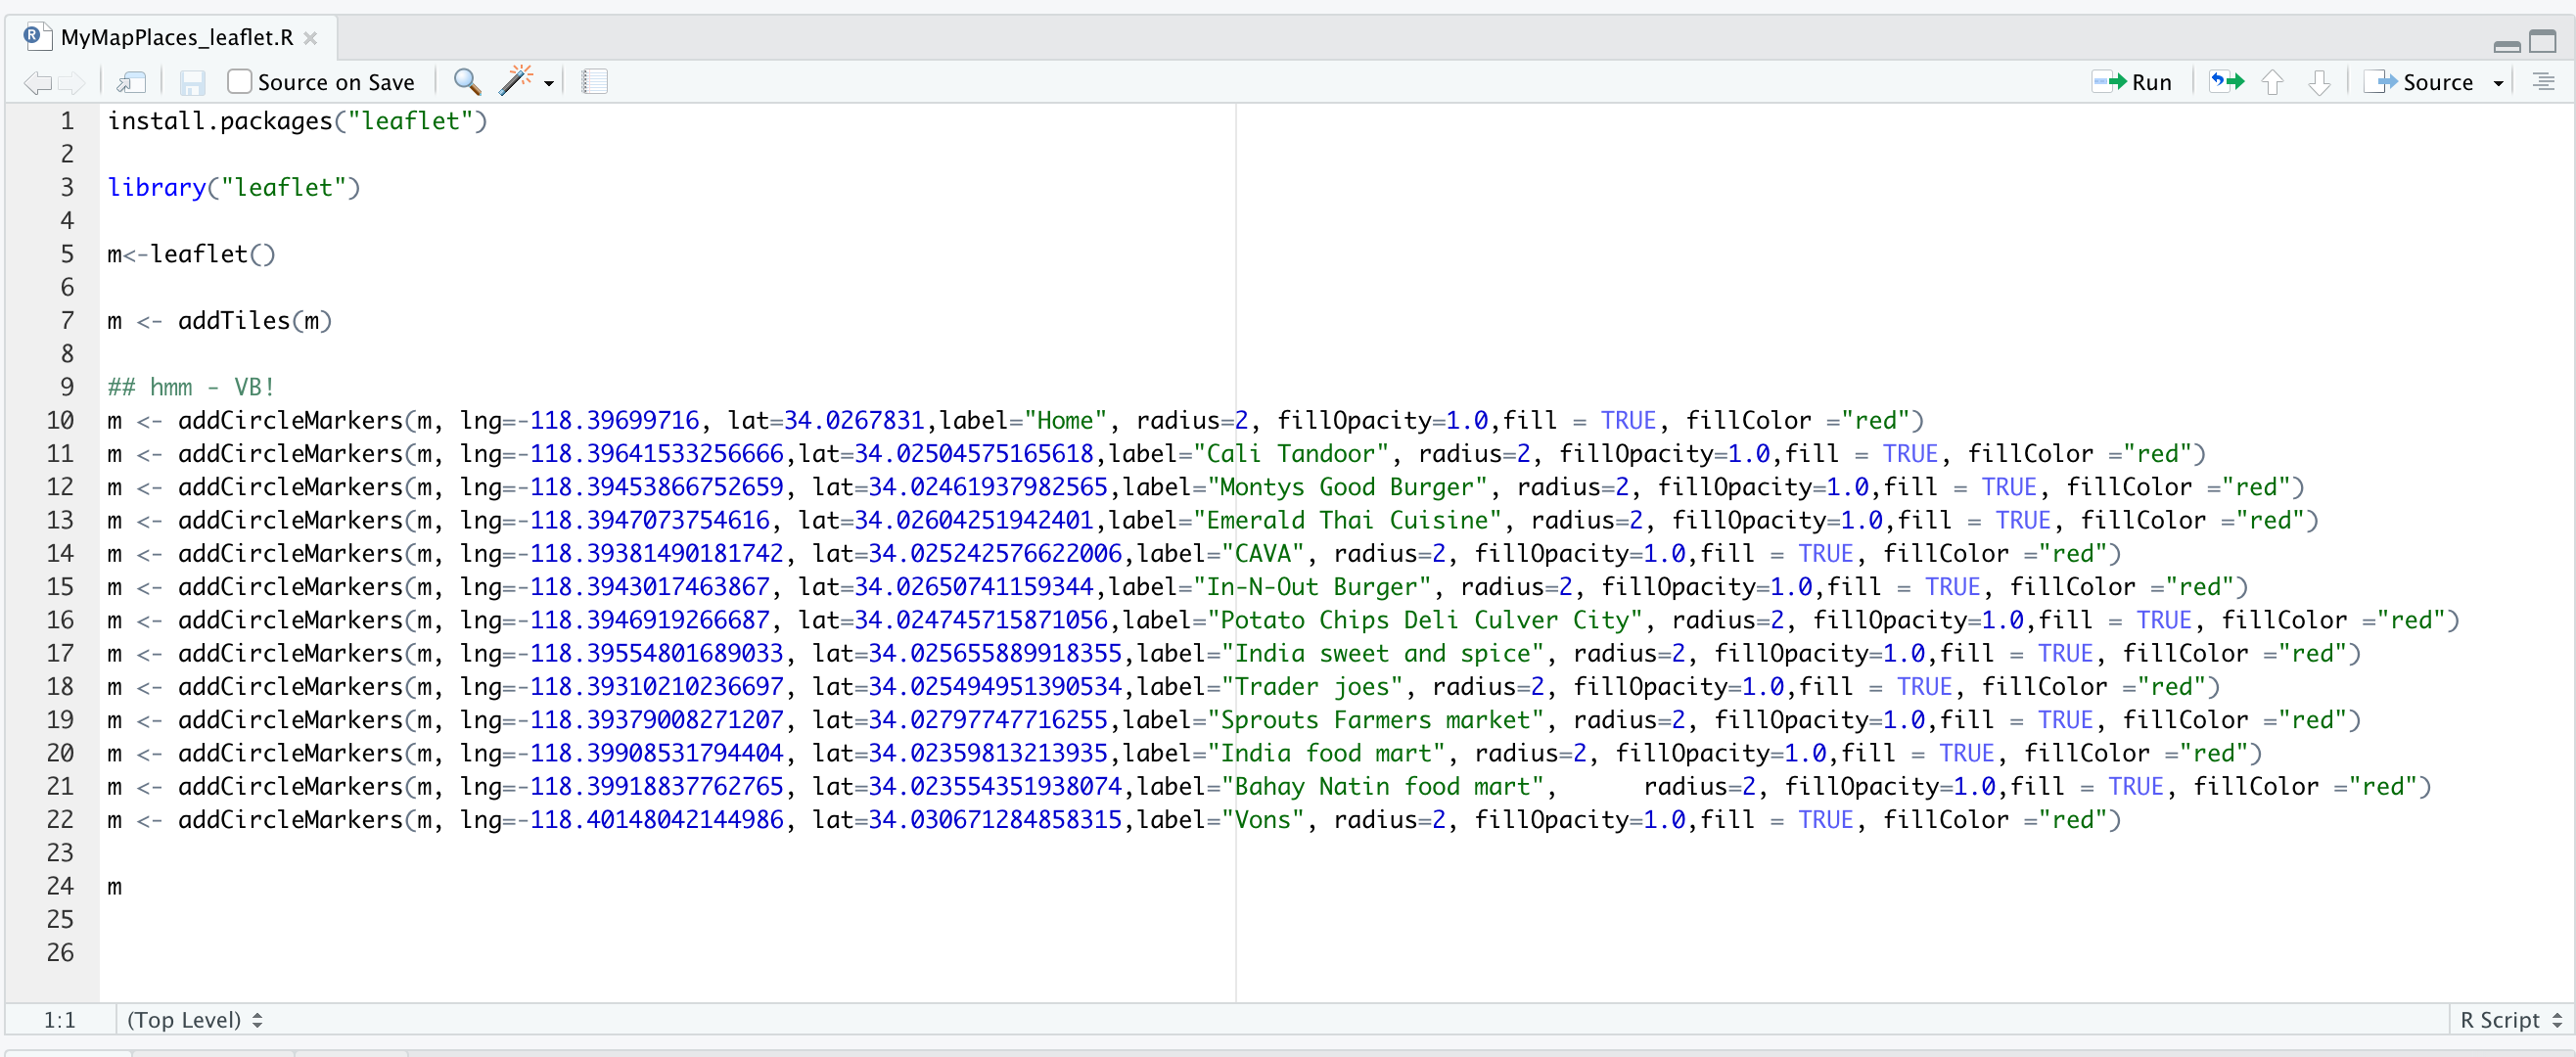 MyMapPlaces_leaflet.R
Source on Save
Run
Source
1 install.packages("leaflet")
2
3 library("leaflet")
4
5 m<-leaflet()
6
7 m <- addTiles(m)
8
9 ## hmm - VB!
10 m <- addCircleMarkers(m, lng=-118.39699716, lat=34.0267831,label="Home", radius=2, fillOpacity=1.0,fill = TRUE, fillColor ="red")
11 m <- addCircleMarkers(m, lng=-118.39641533256666,lat=34.02504575165618,label="Cali Tandoor", radius=2, fillOpacity=1.0,fill = TRUE, fillColor ="red")
12 m <- addCircleMarkers(m, lng=-118.39453866752659, lat=34.02461937982565,label="Montys Good Burger", radius=2, fillOpacity=1.0,fill = TRUE, fillColor ="red")
13 m <- addCircleMarkers(m, lng=-118.3947073754616, lat=34.02604251942401,label="Emerald Thai Cuisine", radius=2, fillOpacity=1.0,fill = TRUE, fillColor ="red")
14 m <- addCircleMarkers(m, lng=-118.39381490181742, lat=34.025242576622006,label="CAVA", radius=2, fillOpacity=1.0,fill = TRUE, fillColor ="red")
15 m <- addCircleMarkers(m, lng=-118.3943017463867, lat=34.02650741159344,label="In-N-Out Burger", radius=2, fillOpacity=1.0,fill = TRUE, fillColor ="red")
16 m <- addCircleMarkers(m, lng=-118.3946919266687, lat=34.024745715871056,label="Potato Chips Deli Culver City", radius=2, fillOpacity=1.0,fill = TRUE, fillColor ="red")
17 m <- addCircleMarkers(m, lng=-118.39554801689033, lat=34.025655889918355,label="India sweet and spice", radius=2, fillOpacity=1.0,fill = TRUE, fillColor ="red")
18 m <- addCircleMarkers(m, lng=-118.39310210236697, lat=34.025494951390534,label="Trader joes", radius=2, fillOpacity=1.0,fill = TRUE, fillColor ="red")
19 m <- addCircleMarkers(m, lng=-118.39379008271207, lat=34.02797747716255,label="Sprouts Farmers market", radius=2, fillOpacity=1.0,fill = TRUE, fillColor ="red")
20 m <- addCircleMarkers(m, lng=-118.39908531794404, lat=34.02359813213935,label="India food mart", radius=2, fillOpacity=1.0,fill = TRUE, fillColor ="red")
21 m <- addCircleMarkers(m, lng=-118.39918837762765, lat=34.023554351938074,label="Bahay Natin food mart",      radius=2, fillOpacity=1.0,fill = TRUE, fillColor ="red")
22 m <- addCircleMarkers(m, lng=-118.40148042144986, lat=34.030671284858315,label="Vons", radius=2, fillOpacity=1.0,fill = TRUE, fillColor ="red")
23
24 m
25
26
1:1 (Top Level) R Script